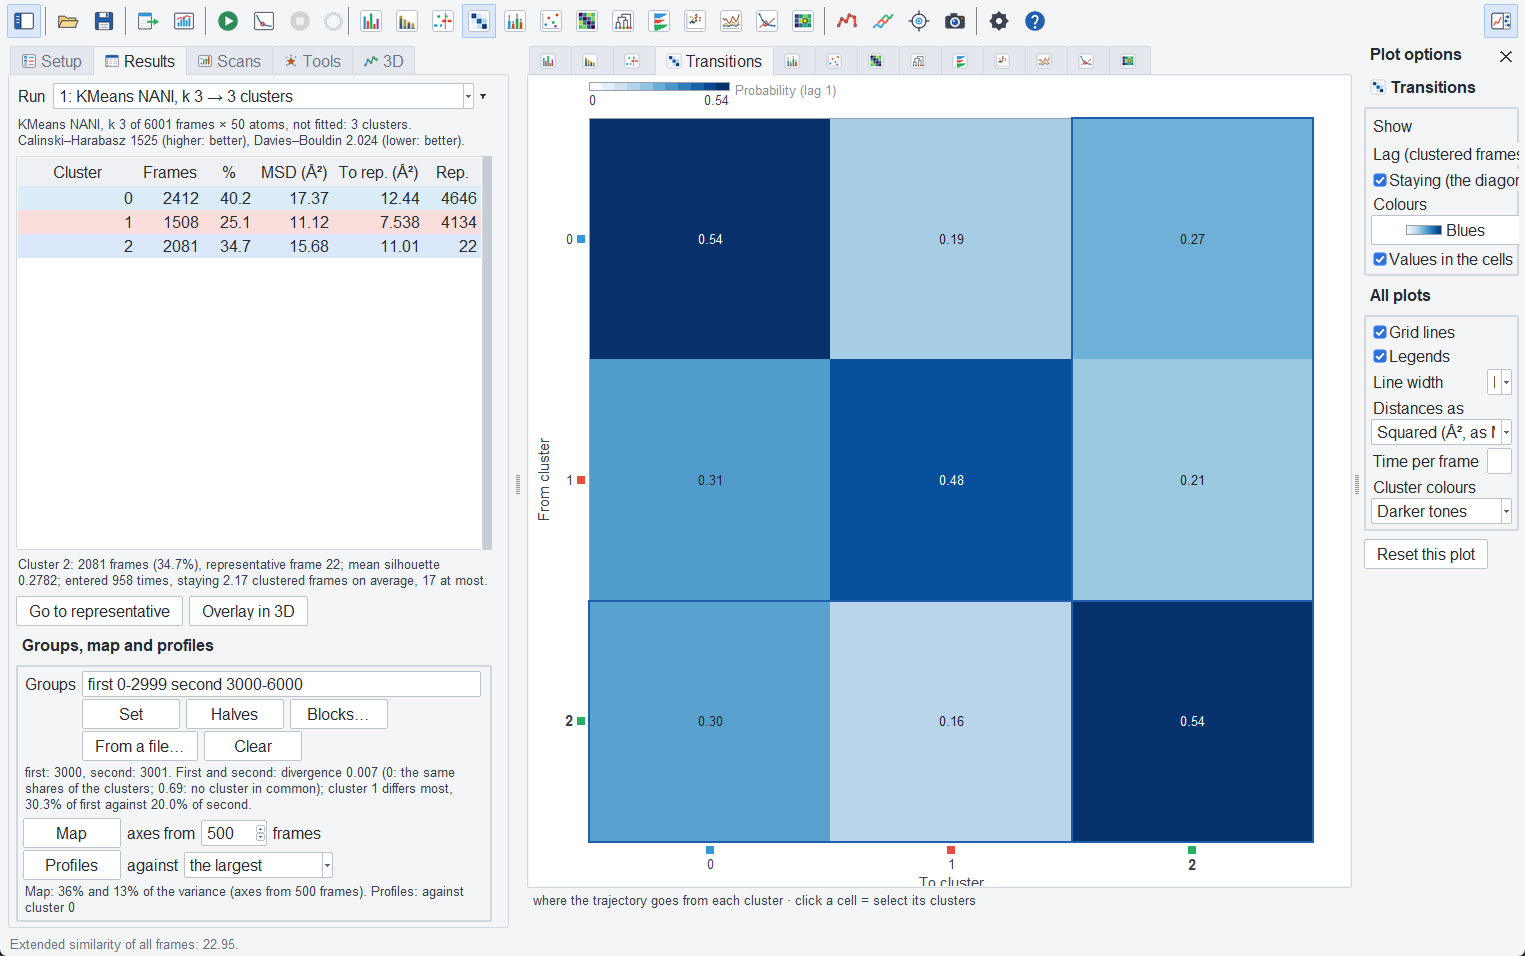 Setup
Results
Scans
Tools
3D
Run
1: KMeans NANI, k 3 → 3 clusters
KMeans NANI, k 3 of 6001 frames × 50 atoms, not fitted: 3 clusters.
Calinski–Harabasz 1525 (higher: better), Davies–Bouldin 2.024 (lower: better).
Cluster Frames % MSD (Å²) To rep. (Å²) Rep.
0 2412 40.2 17.37 12.44 4646
1 1508 25.1 11.12 7.538 4134
2 2081 34.7 15.68 11.01 22
Cluster 2: 2081 frames (34.7%), representative frame 22; mean silhouette
0.2782; entered 958 times, staying 2.17 clustered frames on average, 17 at most.
Go to representative
Overlay in 3D
Groups, map and profiles
Groups first 0-2999 second 3000-6000
Set Halves Blocks…
From a file… Clear
first: 3000, second: 3001. First and second: divergence 0.007 (0: the same
shares of the clusters; 0.69: no cluster in common); cluster 1 differs most,
30.3% of first against 20.0% of second.
Map axes from 500 frames
Profiles against the largest
Map: 36% and 13% of the variance (axes from 500 frames). Profiles: against
cluster 0
Extended similarity of all frames: 22.95.
Transitions
0 0.54 Probability (lag 1)
From cluster
0 0.54 0.19 0.27
1 0.31 0.48 0.21
2 0.30 0.16 0.54
0 1 2
To cluster
where the trajectory goes from each cluster · click a cell = select its clusters
Plot options
Transitions
Show
Lag (clustered frames
Staying (the diagor
Colours
Blues
Values in the cells
All plots
Grid lines
Legends
Line width
Distances as
Squared (Å², as
Time per frame
Cluster colours
Darker tones
Reset this plot